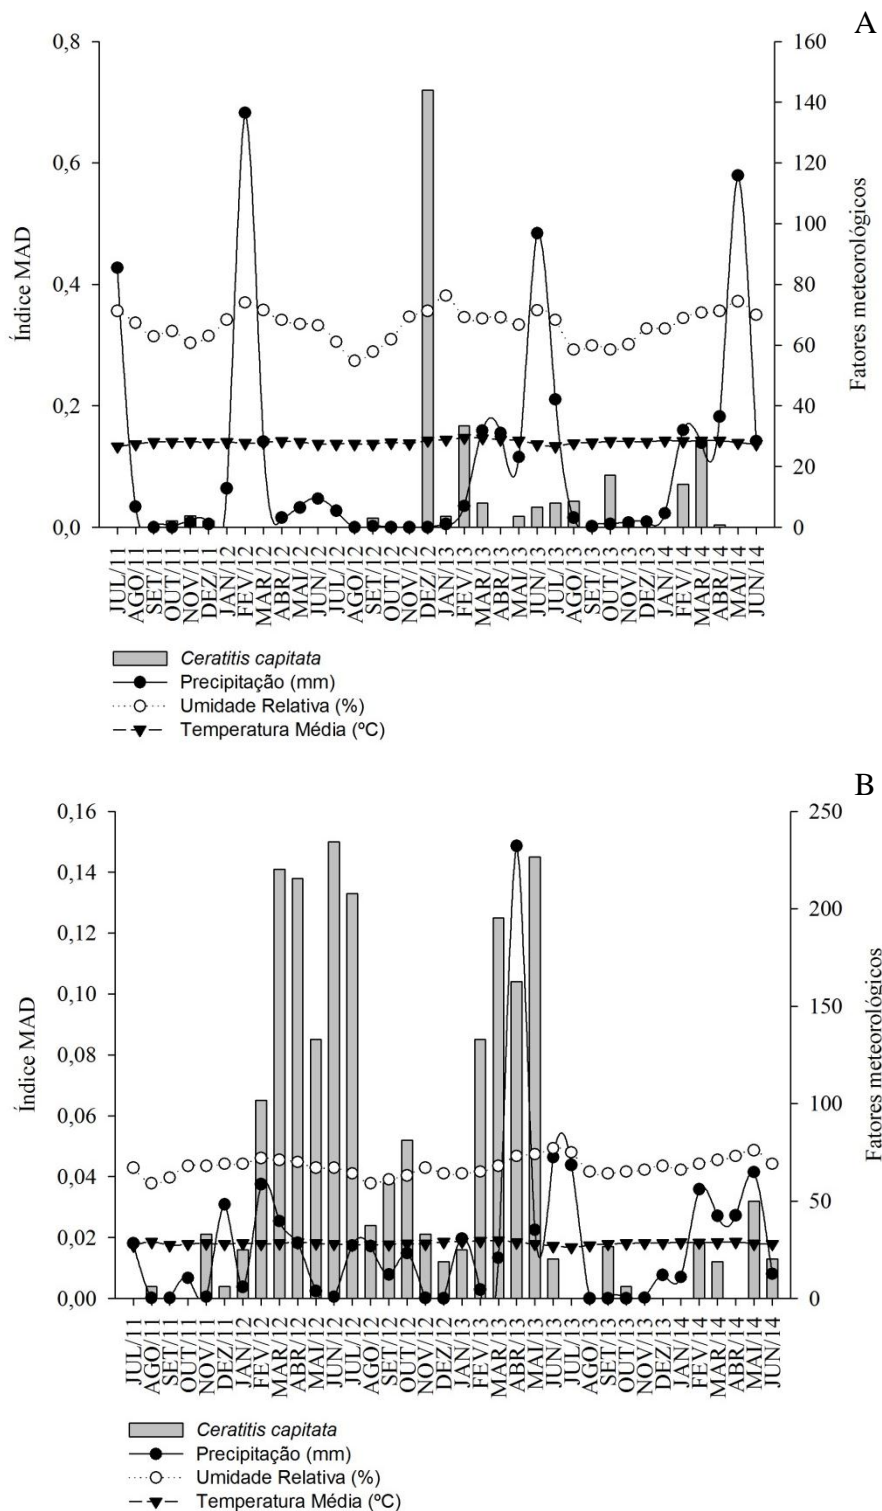 A
0,8
0,6
0,4
0,2
0,0
Índice MAD
160
140
120
100
80
60
40
20
0
Fatores meteorológicos
JUL/11
AGO/11
SET/11
OUT/11
NOV/11
DEZ/11
JAN/12
FEV/12
MAR/12
ABR/12
MAI/12
JUN/12
JUL/12
AGO/12
SET/12
OUT/12
NOV/12
DEZ/12
JAN/13
FEV/13
MAR/13
ABR/13
MAI/13
JUN/13
JUL/13
AGO/13
SET/13
OUT/13
NOV/13
DEZ/13
JAN/14
FEV/14
MAR/14
ABR/14
MAI/14
JUN/14
Ceratitis capitata
Precipitação (mm)
Umidade Relativa (%)
Temperatura Média (ºC)
B
0,16
0,14
0,12
0,10
0,08
0,06
0,04
0,02
0,00
Índice MAD
250
200
150
100
50
0
Fatores meteorológicos
JUL/11
AGO/11
SET/11
OUT/11
NOV/11
DEZ/11
JAN/12
FEV/12
MAR/12
ABR/12
MAI/12
JUN/12
JUL/12
AGO/12
SET/12
OUT/12
NOV/12
DEZ/12
JAN/13
FEV/13
MAR/13
ABR/13
MAI/13
JUN/13
JUL/13
AGO/13
SET/13
OUT/13
NOV/13
DEZ/13
JAN/14
FEV/14
MAR/14
ABR/14
MAI/14
JUN/14
Ceratitis capitata
Precipitação (mm)
Umidade Relativa (%)
Temperatura Média (ºC)